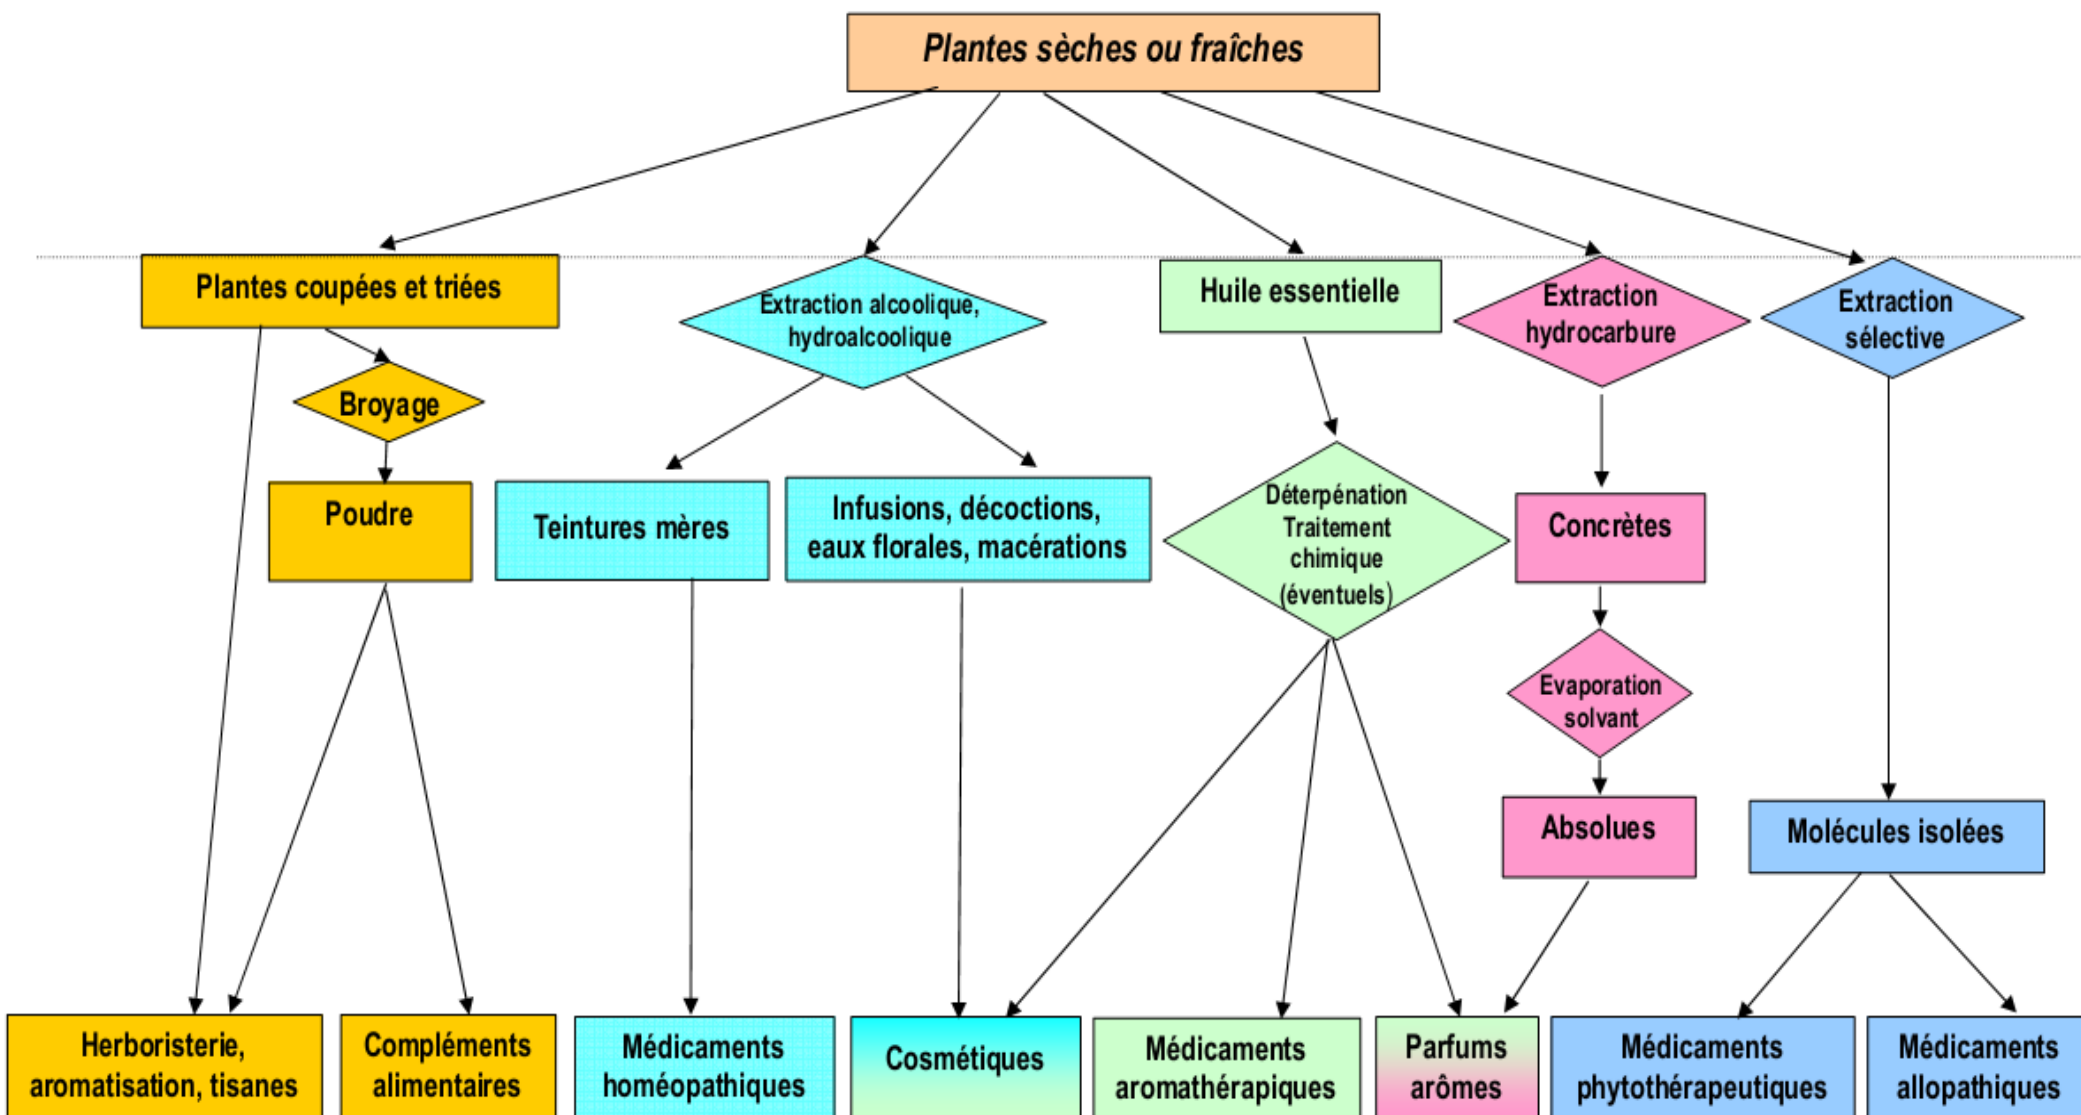 Plantes sèches ou fraîches
Plantes coupées et triées
Extraction alcoolique,
hydroalcoolique
Huile essentielle
Extraction
hydrocarbure
Extraction
sélective
Broyage
Poudre
Teintures mères
Infusions, décoctions,
eaux florales, macérations
Déterpénation
Traitement
chimique
(éventuels)
Concrètes
Evaporation
solvant
Absolues
Molécules isolées
Herboristerie,
aromatisation, tisanes
Compléments
alimentaires
Médicaments
homéopathiques
Cosmétiques
Médicaments
aromathérapiques
Parfums
arômes
Médicaments
phytothérapeutiques
Médicaments
allopathiques